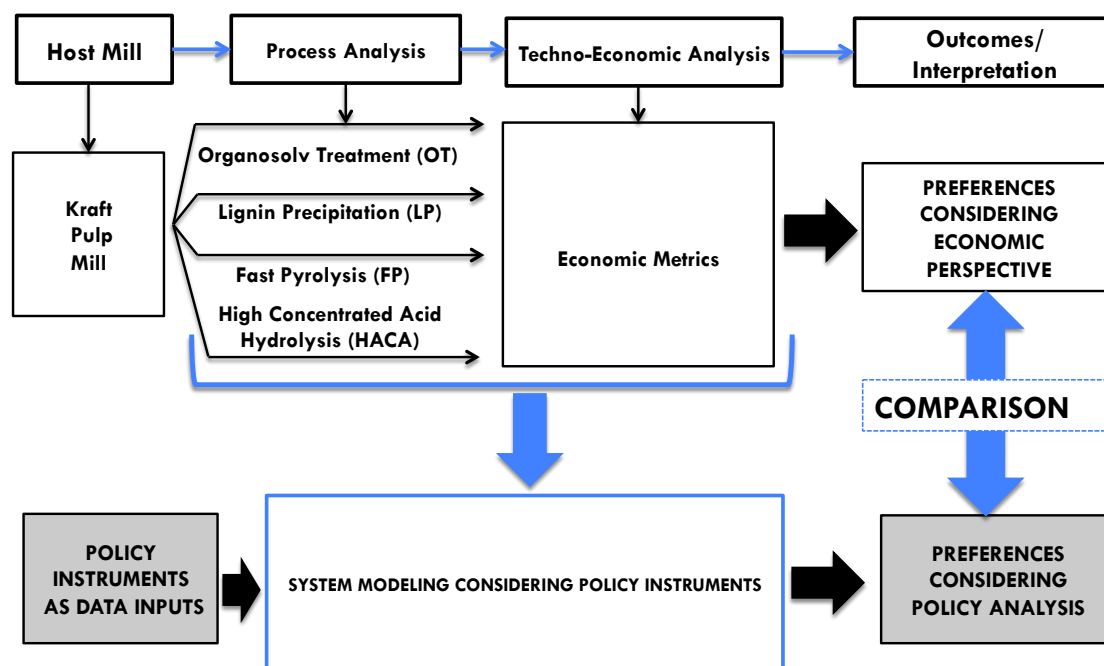 Host Mill
Process Analysis
Techno-Economic Analysis
Outcomes/
Interpretation
Kraft
Pulp
Mill
Organosolv Treatment (OT)
Lignin Precipitation (LP)
Fast Pyrolysis (FP)
High Concentrated Acid
Hydrolysis (HACA)
Economic Metrics
PREFERENCES
CONSIDERING
ECONOMIC
PERSPECTIVE
COMPARISON
POLICY
INSTRUMENTS
AS DATA INPUTS
SYSTEM MODELING CONSIDERING POLICY INSTRUMENTS
PREFERENCES
CONSIDERING
POLICY ANALYSIS